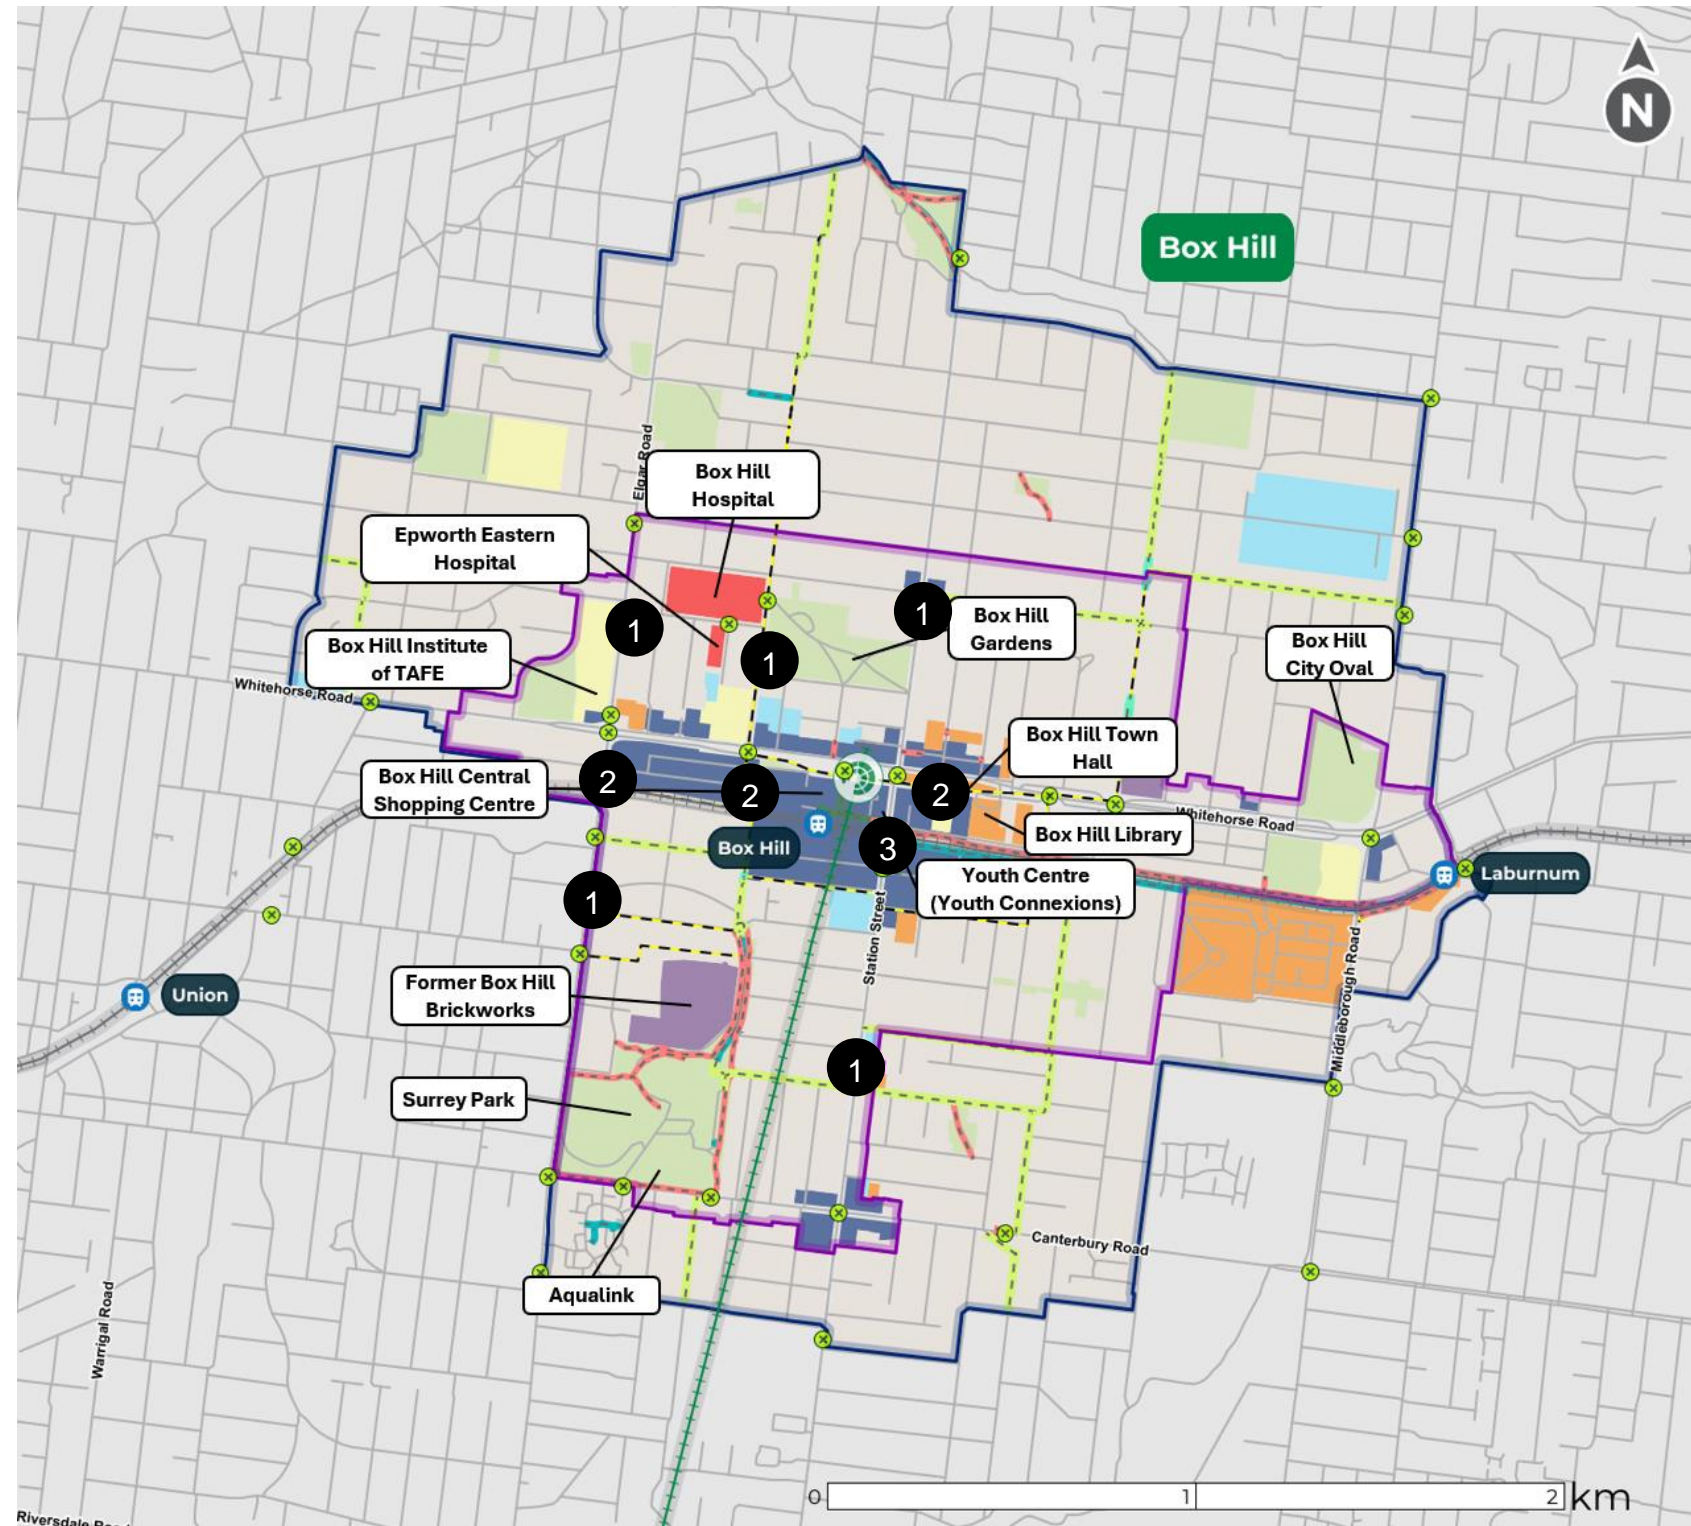 N
Box Hill
Elgar Road
Box Hill
Hospital
Epworth Eastern
Hospital
1
1
1
Box Hill
Gardens
Box Hill Institute
of TAFE
Box Hill
City Oval
Whitehorse Road
Box Hill Town
Hall
Box Hill Central
Shopping Centre
2
2
2
Whitehorse Road
Box Hill Library
3
Box Hill
Youth Centre
(Youth Connexions)
Laburnum
1
Station Street
Middleborough Road
Former Box Hill
Brickworks
Union
1
Surrey Park
Canterbury Road
Aqualink
Warrigal Road
0
1
2
km